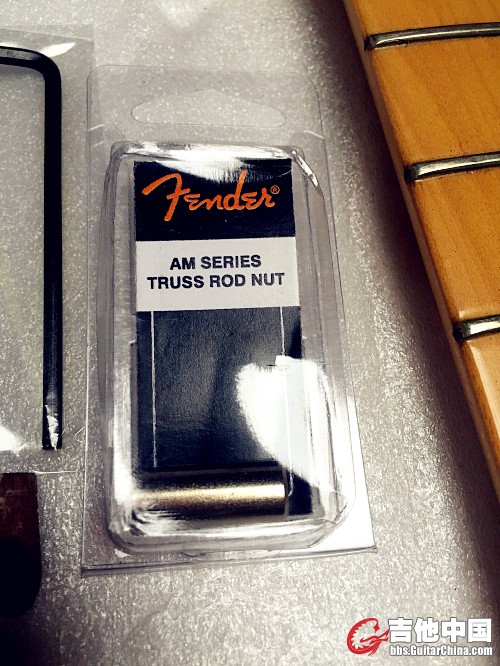 Fender®
AM SERIES
TRUSS ROD NUT
吉他中国
bbs.GuitarChina.com